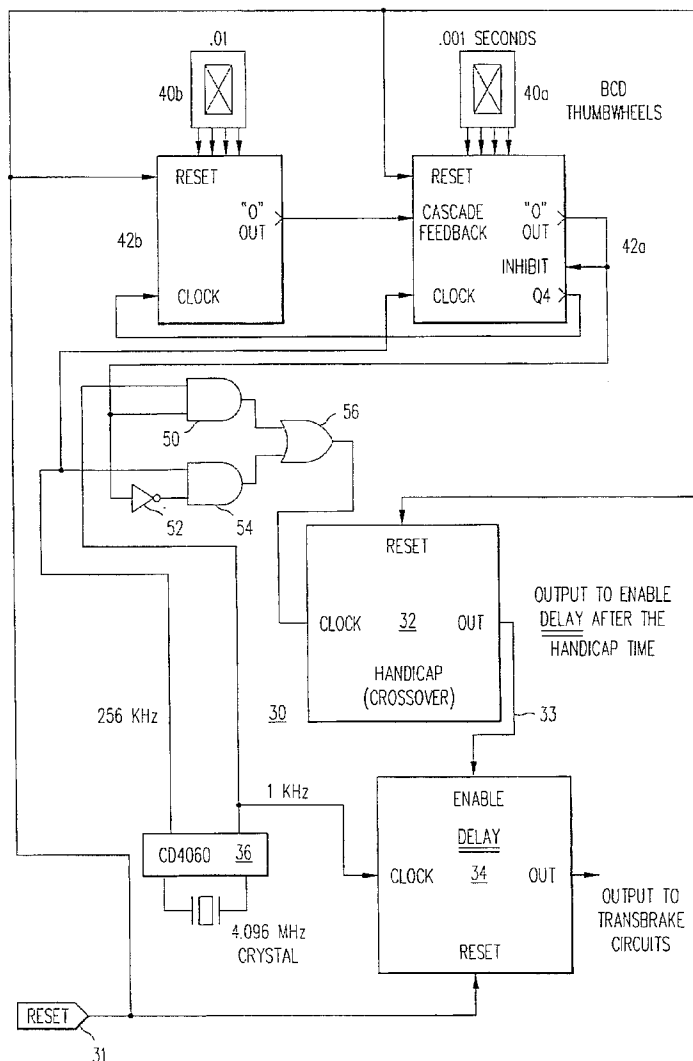 .01
.001 SECONDS
40b
40a
BCD
THUMBWHEELS
RESET
RESET
"0"
OUT
CASCADE
FEEDBACK
"0"
OUT
42b
42a
INHIBIT
CLOCK
CLOCK
Q4
50
56
52
54
RESET
CLOCK
32
OUT
HANDICAP
(CROSSOVER)
OUTPUT TO ENABLE
DELAY AFTER THE
HANDICAP TIME
256 KHz
30
33
1 KHz
ENABLE
DELAY
CD4060
36
CLOCK
34
OUT
4.096 MHz
CRYSTAL
OUTPUT TO
TRANSBRAKE
CIRCUITS
RESET
RESET
31